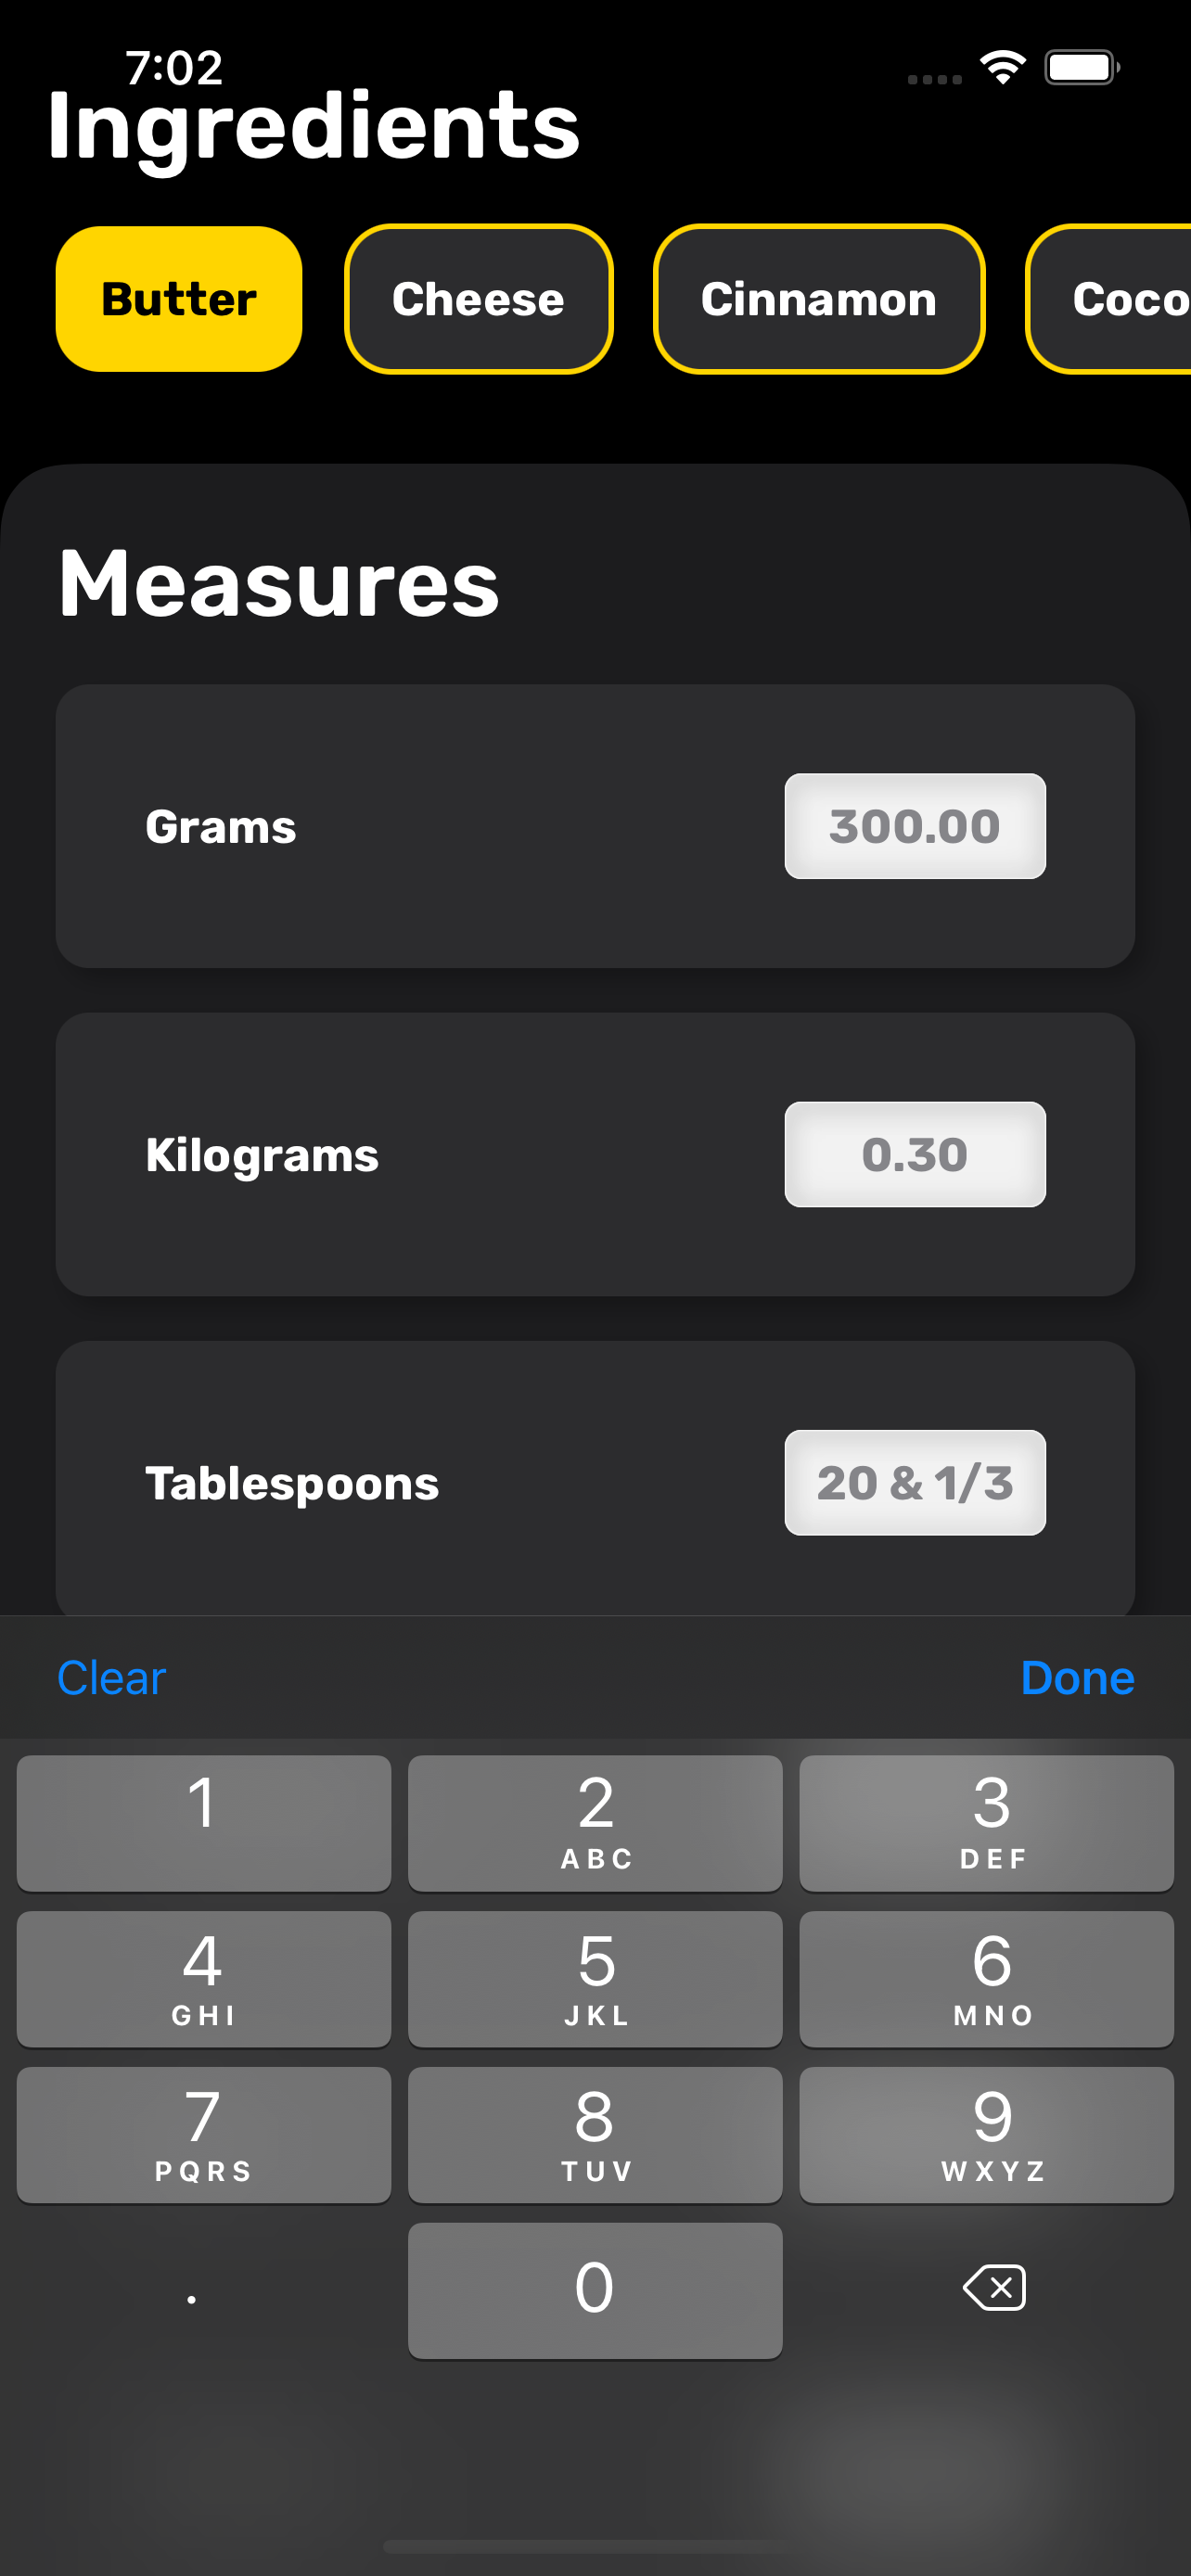 7:02
Ingredients
Butter Cheese Cinnamon Coco
Measures
Grams 300.00
Kilograms 0.30
Tablespoons 20 & 1/3
Clear Done
1 2 3
ABC DEF
4 5 6
GHI JKL MNO
7 8 9
PQRS TUV WXYZ
. 0